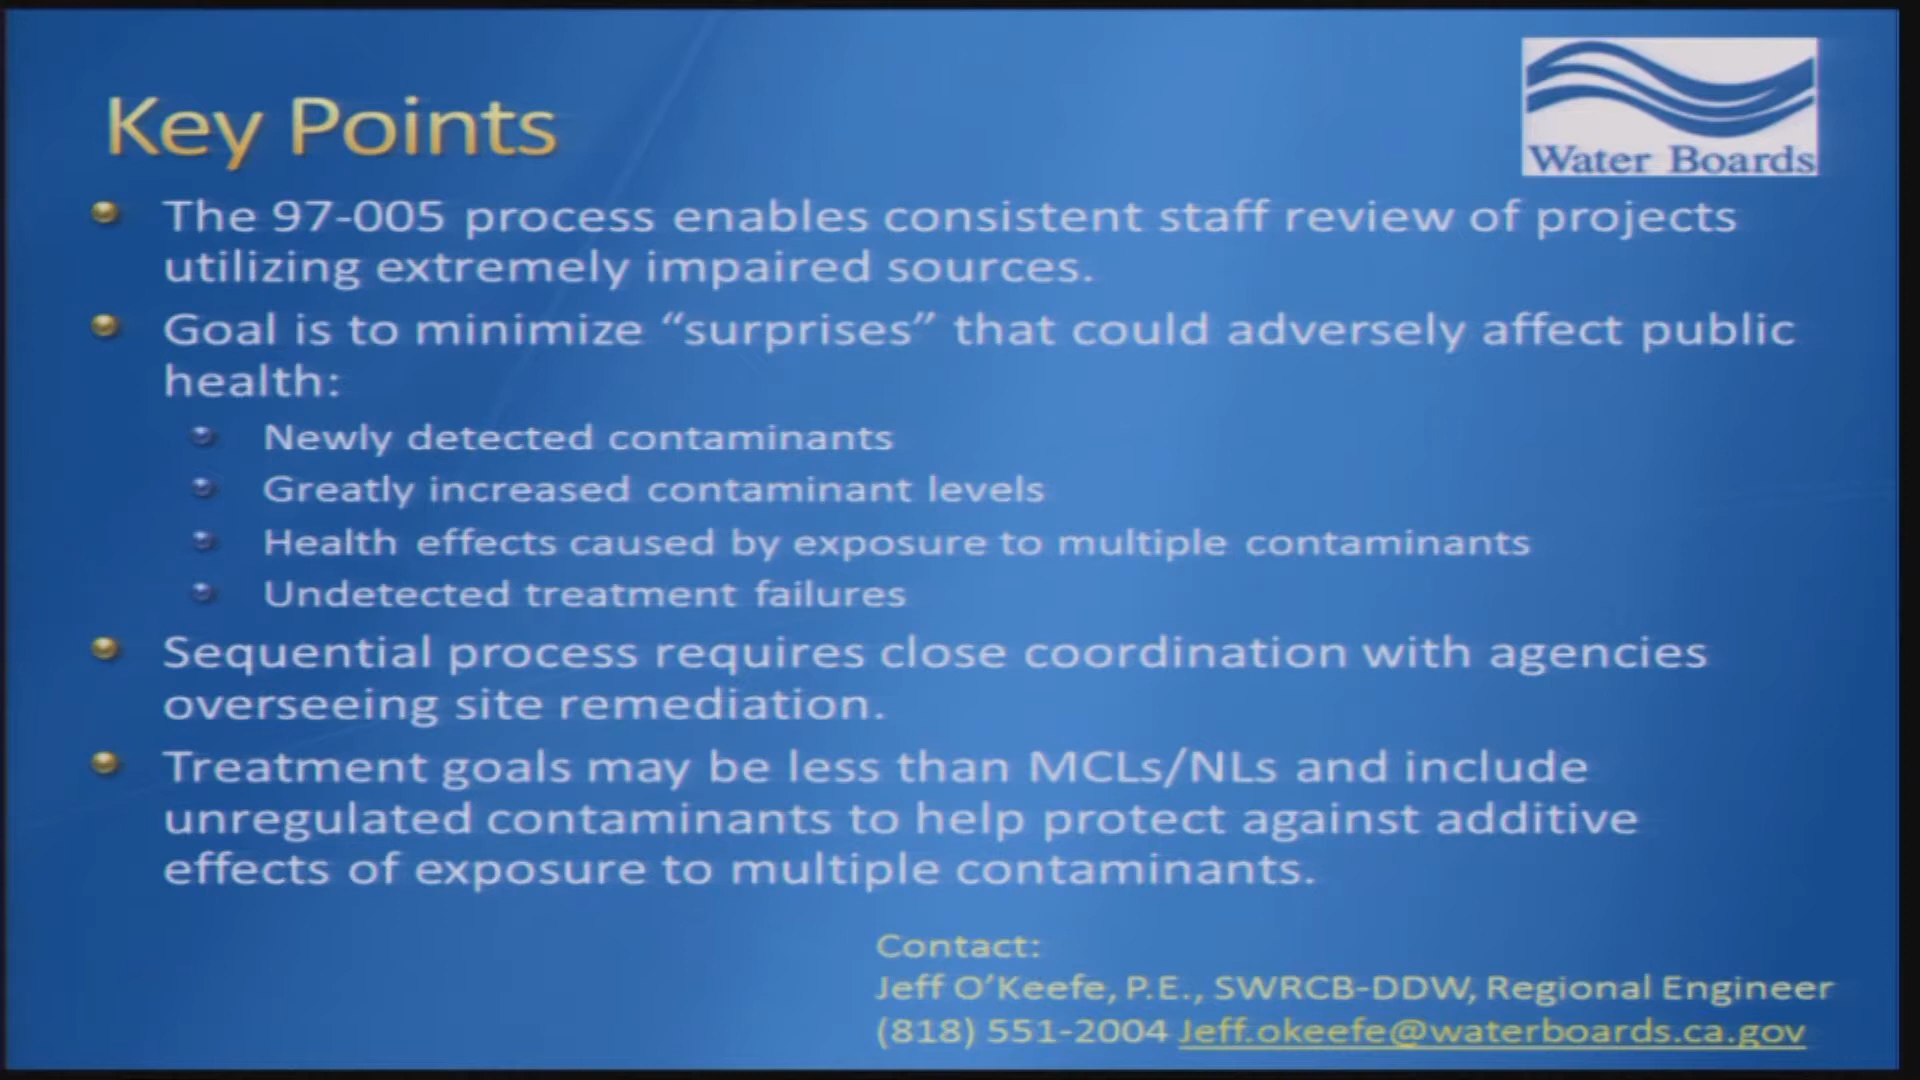 Key Points
Water Boards
The 97-005 process enables consistent staff review of projects
utilizing extremely impaired sources.
Goal is to minimize “surprises” that could adversely affect public
health:
Newly detected contaminants
Greatly increased contaminant levels
Health effects caused by exposure to multiple contaminants
Undetected treatment failures
Sequential process requires close coordination with agencies
overseeing site remediation.
Treatment goals may be less than MCLs/NLs and include
unregulated contaminants to help protect against additive
effects of exposure to multiple contaminants.
Contact:
Jeff O’Keefe, P.E., SWRCB-DDW, Regional Engineer
(818) 551-2004 Jeff.okeefe@waterboards.ca.gov